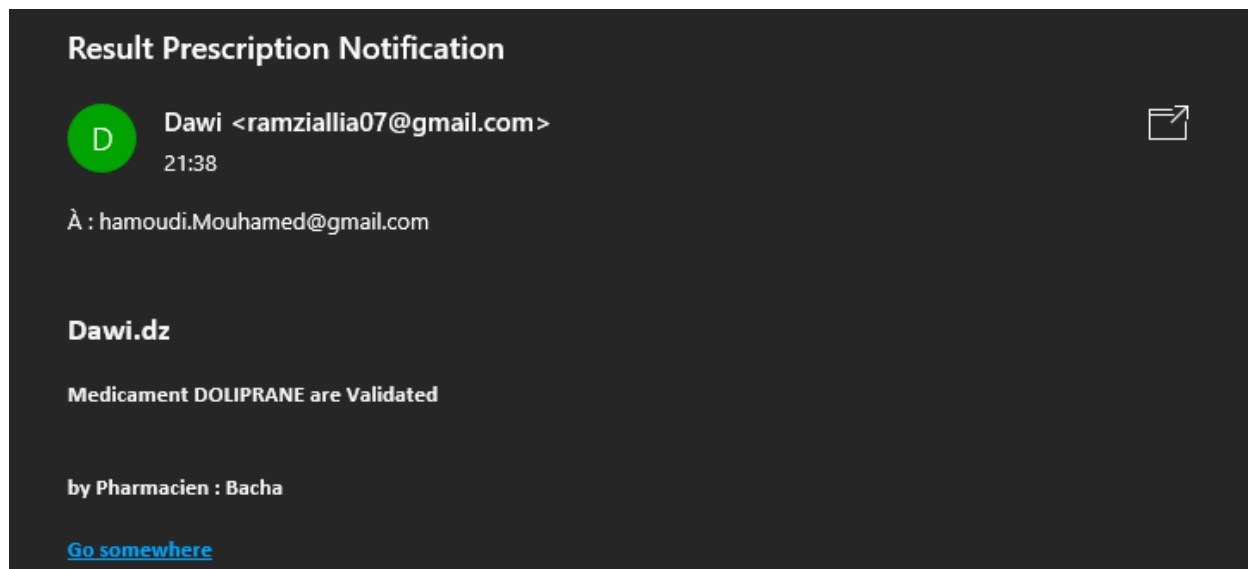 Result Prescription Notification
D
Dawi <ramziallia07@gmail.com>
21:38
À : hamoudi.Mouhamed@gmail.com
Dawi.dz
Medicament DOLIPRANE are Validated
by Pharmacien : Bacha
Go somewhere